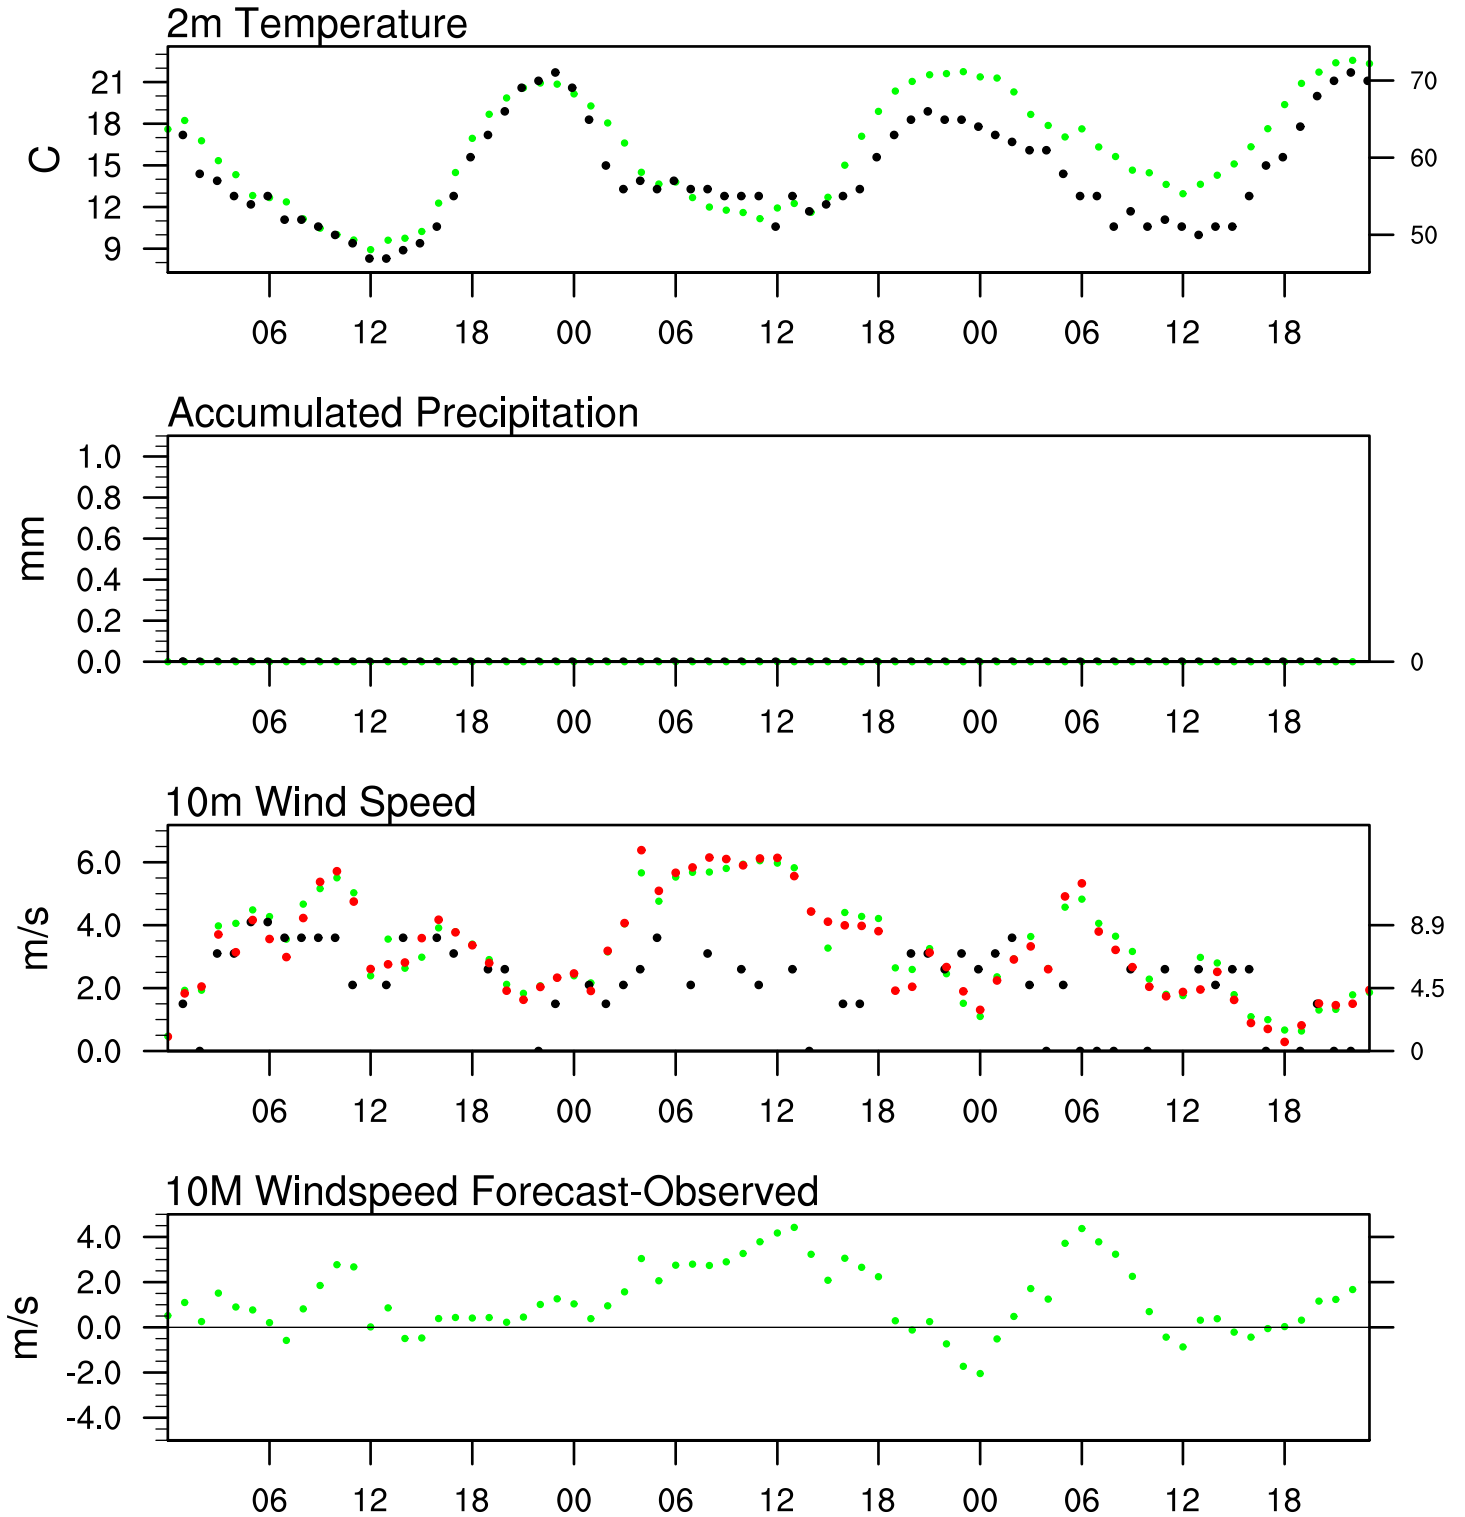 2m Temperature
21
18
15
12
9
C
70
60
50
06 12 18 00 06 12 18 00 06 12 18
Accumulated Precipitation
1.0
0.8
0.6
0.4
0.2
0.0
mm
0
06 12 18 00 06 12 18 00 06 12 18
10m Wind Speed
6.0
4.0
2.0
0.0
m/s
8.9
4.5
0
06 12 18 00 06 12 18 00 06 12 18
10M Windspeed Forecast-Observed
4.0
2.0
0.0
-2.0
-4.0
m/s
06 12 18 00 06 12 18 00 06 12 18